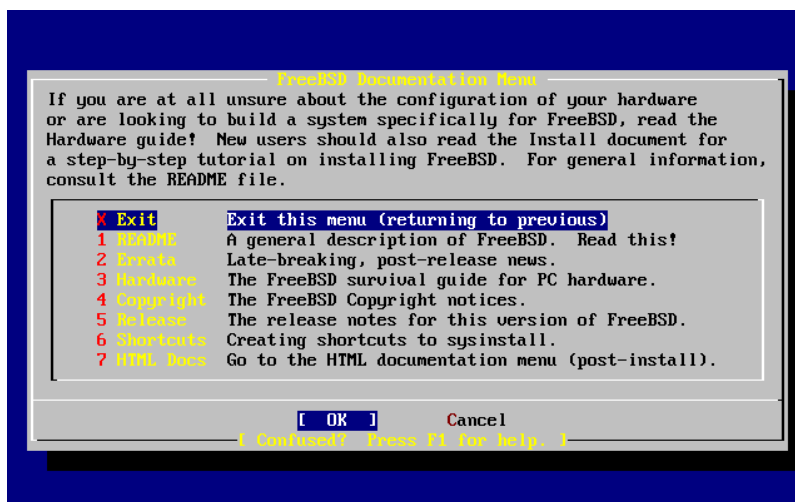 FreeBSD Documentation Menu
If you are at all unsure about the configuration of your hardware
or are looking to build a system specifically for FreeBSD, read the
Hardware guide!  New users should also read the Install document for
a step-by-step tutorial on installing FreeBSD.  For general information,
consult the README file.
X Exit Exit this menu (returning to previous)
1 README A general description of FreeBSD.  Read this!
2 Errata Late-breaking, post-release news.
3 Hardware The FreeBSD survival guide for PC hardware.
4 Copyright The FreeBSD Copyright notices.
5 Release The release notes for this version of FreeBSD.
6 Shortcuts Creating shortcuts to sysinstall.
7 HTML Docs Go to the HTML documentation menu (post-install).
[ OK ] Cancel
[ Confused?  Press F1 for help. ]